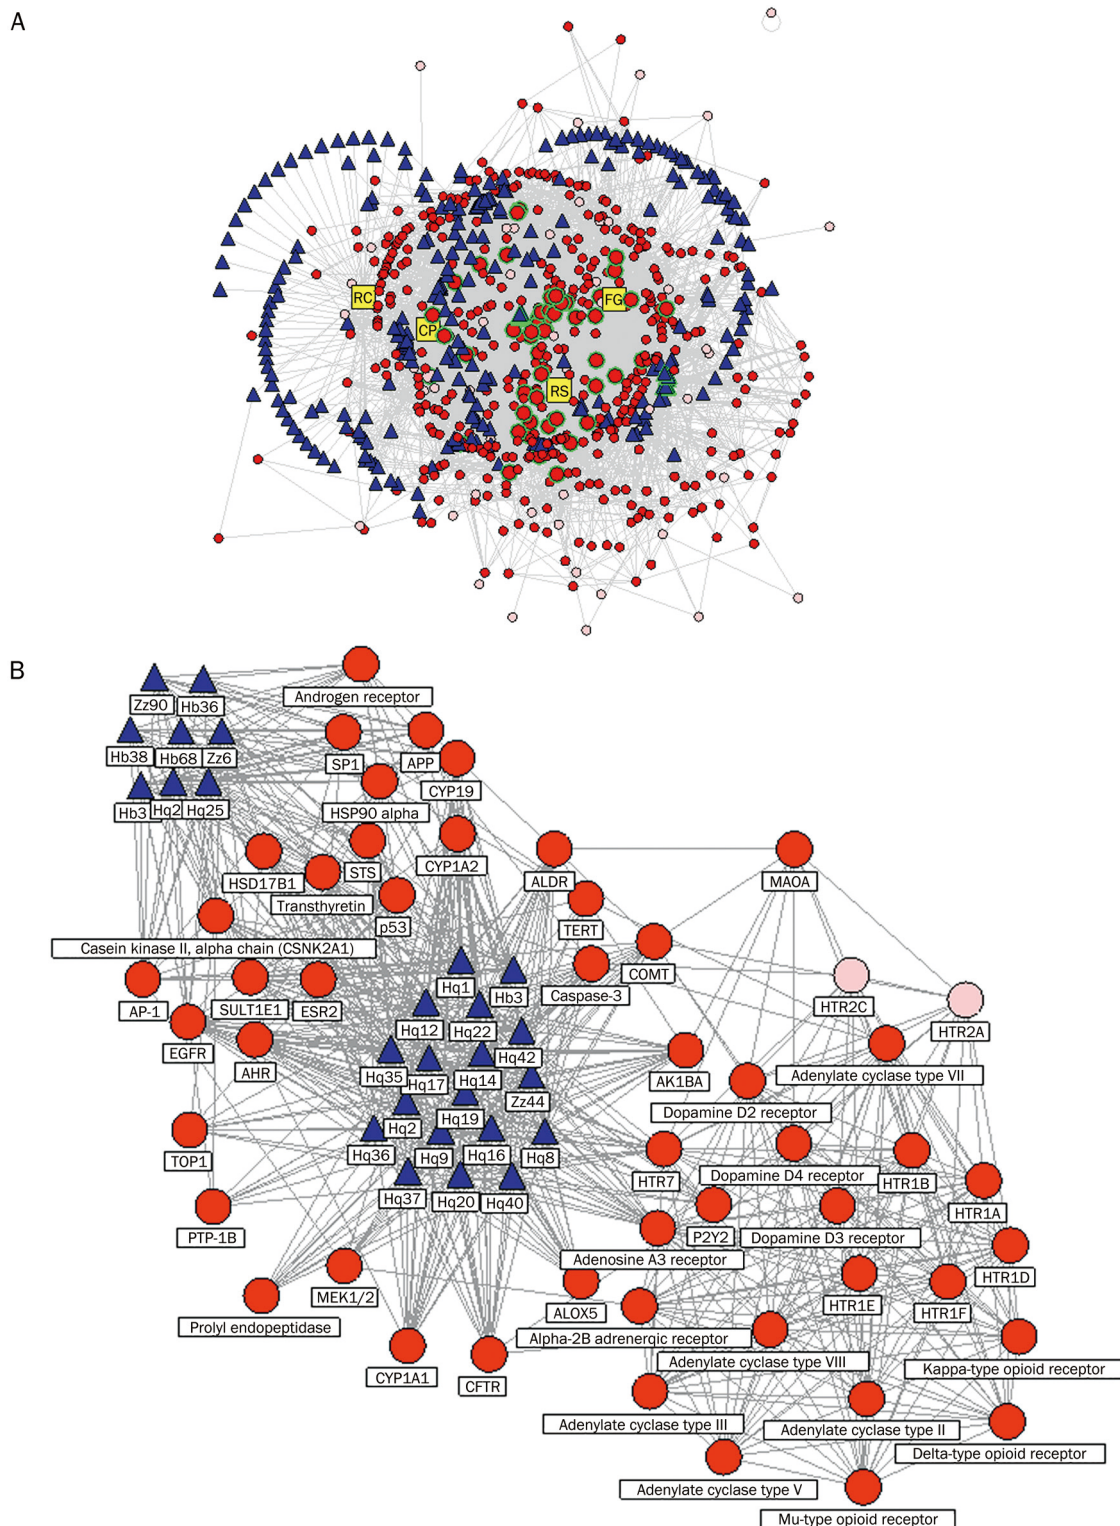 A
RC
CP
FG
RS
B
Zz90
Hb36
Androgen receptor
Hb38
Hb68
Zz6
SP1
APP
CYP19
Hb3
Hq2
Hq25
HSP90 alpha
HSD17B1
STS
CYP1A2
ALDR
MAOA
Transthyretin
p53
TERT
Casein kinase II, alpha chain (CSNK2A1)
COMT
AP-1
SULT1E1
ESR2
Hq1
Hb3
Caspase-3
HTR2C
HTR2A
EGFR
AHR
Hq12
Hq22
Hq42
Hq35
Hq17
Hq14
AK1BA
Adenylate cyclase type VII
Zz44
Dopamine D2 receptor
Hq2
Hq19
TOP1
Hq36
Hq9
Hq16
Hq8
HTR7
Dopamine D4 receptor
HTR1B
HTR1A
Hq37
Hq20
Hq40
PTP-1B
P2Y2
Dopamine D3 receptor
Adenosine A3 receptor
HTR1D
MEK1/2
ALOX5
HTR1E
HTR1F
Prolyl endopeptidase
Alpha-2B adrenergic receptor
CYP1A1
CFTR
Adenylate cyclase type VIII
Kappa-type opioid receptor
Adenylate cyclase type III
Adenylate cyclase type II
Delta-type opioid receptor
Adenylate cyclase type V
Mu-type opioid receptor